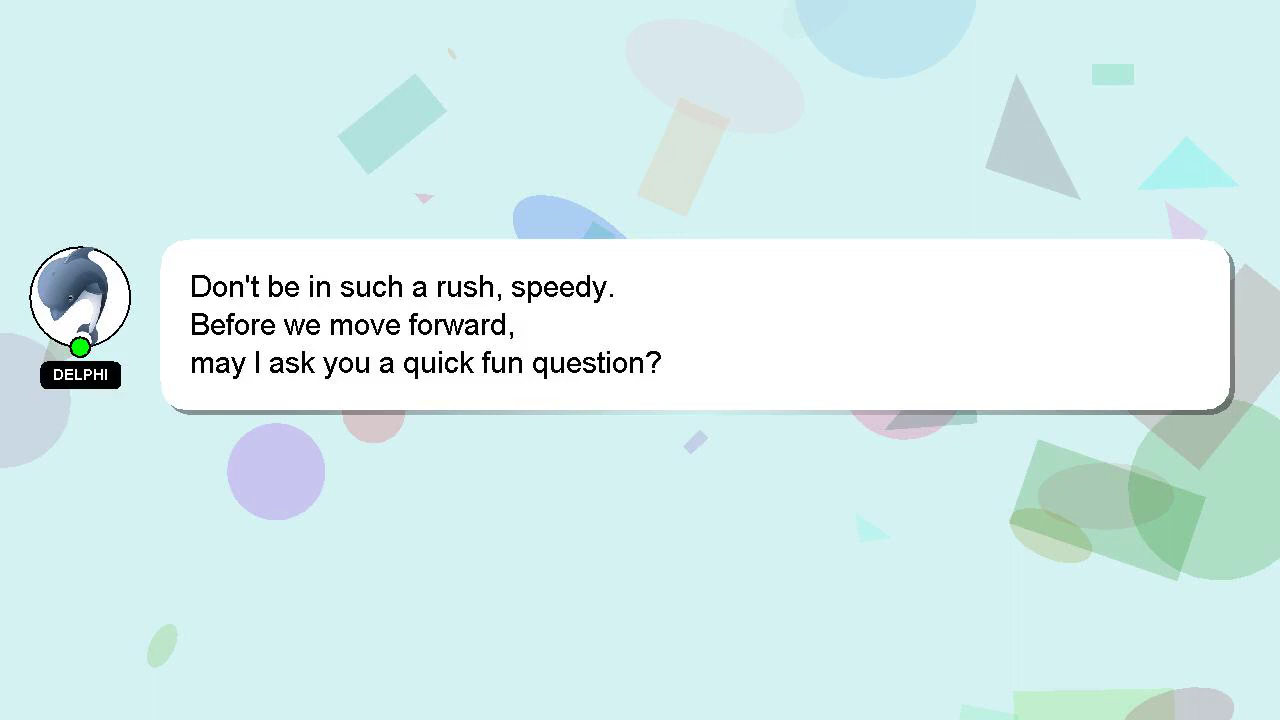 Don't be in such a rush, speedy.
Before we move forward,
may I ask you a quick fun question?
DELPHI